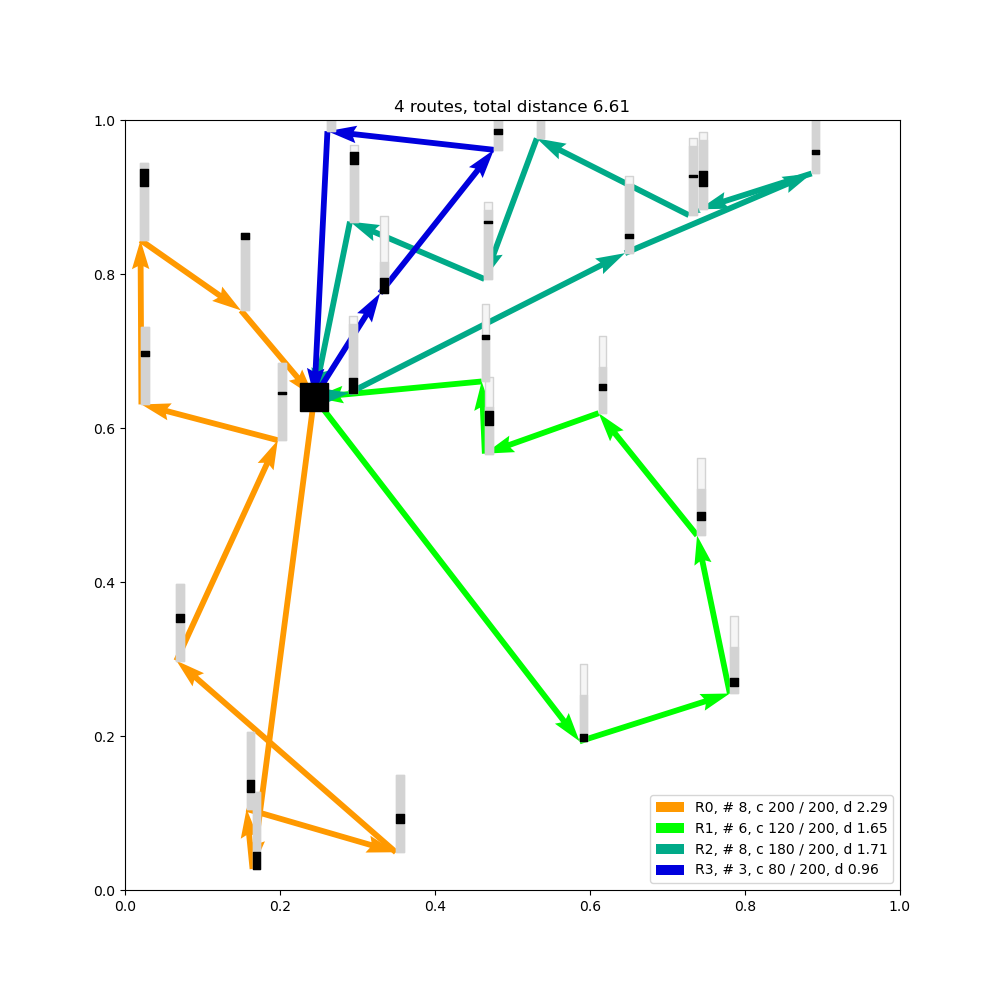 4 routes, total distance 6.61
1.0
0.8
0.6
0.4
0.2
0.0
0.0 0.2 0.4 0.6 0.8 1.0
R0, # 8, c 200 / 200, d 2.29
R1, # 6, c 120 / 200, d 1.65
R2, # 8, c 180 / 200, d 1.71
R3, # 3, c 80 / 200, d 0.96